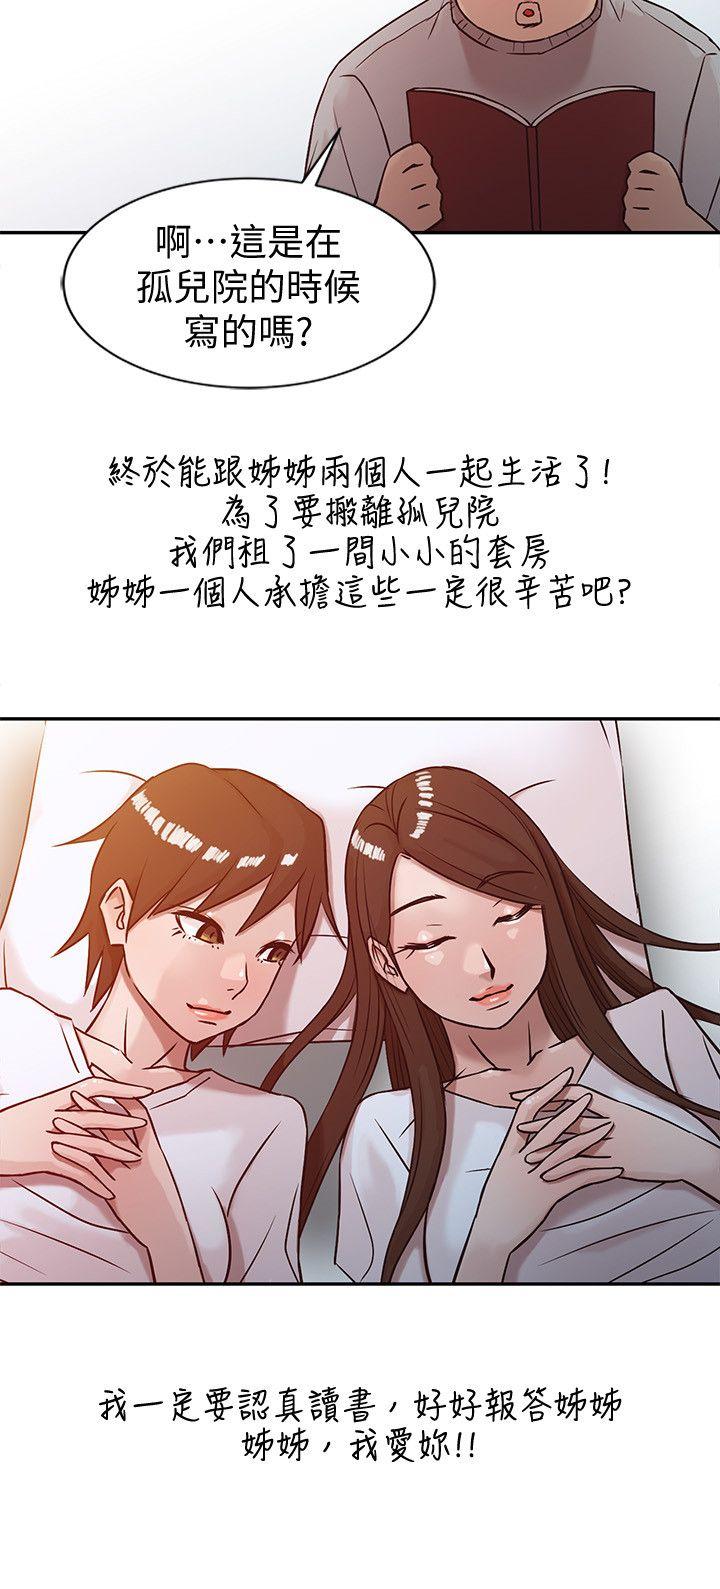 啊⋯這是在
孤兒院的時候
寫的嗎?
終於能跟姊姊兩個人一起生活了!
為了要搬離孤兒院
我們租了一間小小的套房
姊姊一個人承擔這些一定很辛苦吧?
我一定要認真讀書，好好報答姊姊
姊姊，我愛妳!!